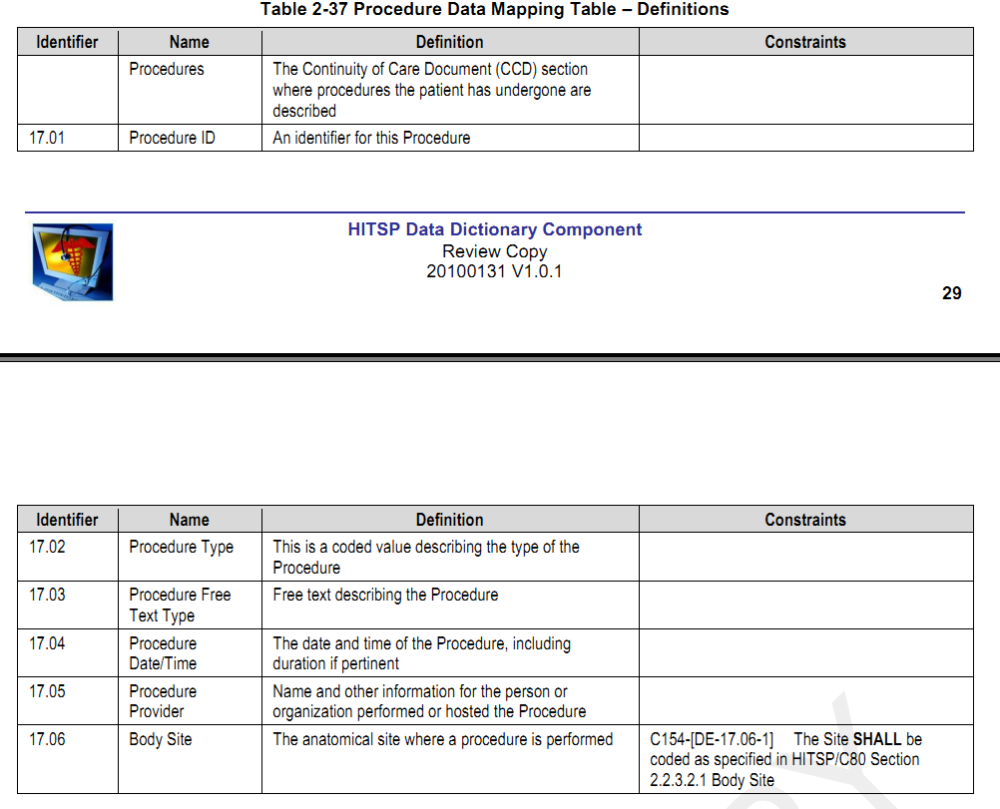 Table 2-37 Procedure Data Mapping Table – Definitions
Identifier Name Definition Constraints
Procedures The Continuity of Care Document (CCD) section
where procedures the patient has undergone are
described
17.01 Procedure ID An identifier for this Procedure
HITSP Data Dictionary Component
Review Copy
20100131 V1.0.1
29
Identifier Name Definition Constraints
17.02 Procedure Type This is a coded value describing the type of the
Procedure
17.03 Procedure Free Free text describing the Procedure
Text Type
17.04 Procedure The date and time of the Procedure, including
Date/Time duration if pertinent
17.05 Procedure Name and other information for the person or
Provider organization performed or hosted the Procedure
17.06 Body Site The anatomical site where a procedure is performed C154-[DE-17.06-1] The Site SHALL be
coded as specified in HITSP/C80 Section
2.2.3.2.1 Body Site